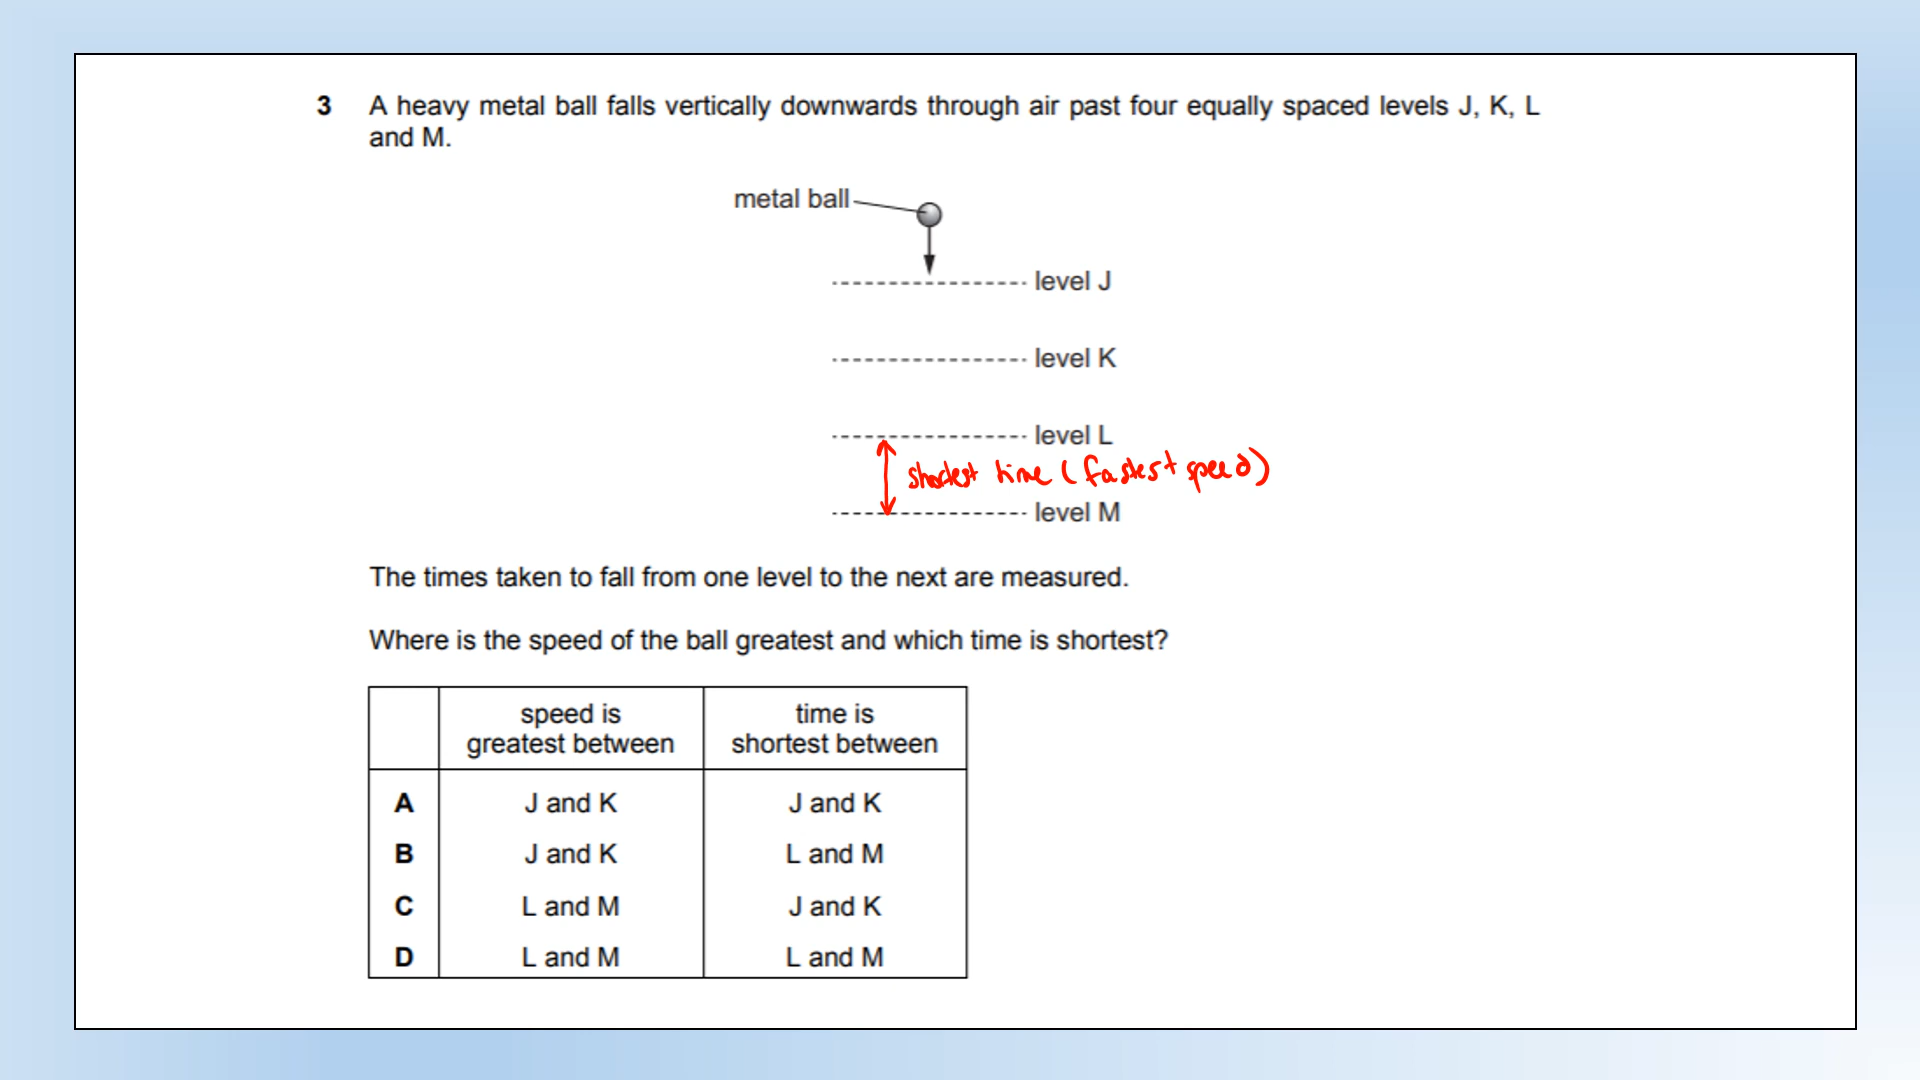 3 A heavy metal ball falls vertically downwards through air past four equally spaced levels J, K, L
and M.
metal ball
level J
level K
level L
shortest time (fastest speed)
level M
The times taken to fall from one level to the next are measured.
Where is the speed of the ball greatest and which time is shortest?
speed is time is
greatest between shortest between
A J and K J and K
B J and K L and M
C L and M J and K
D L and M L and M